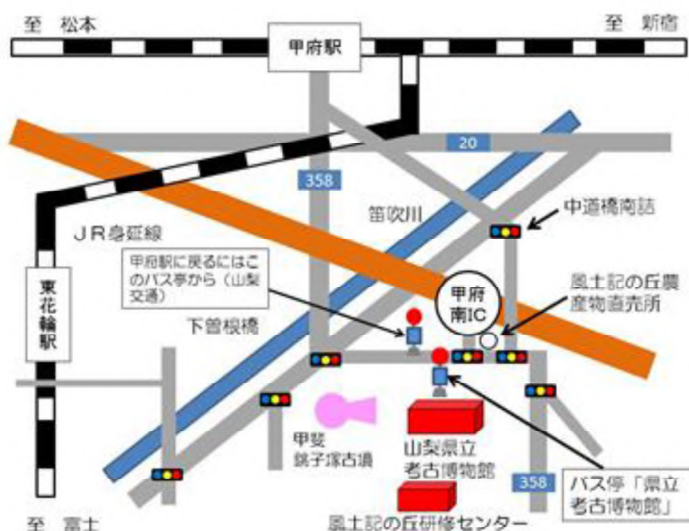 至 松本
至 新宿
甲府駅
20
358
中道橋南詰
笛吹川
JR身延線
甲府駅に戻るにはこ
のバス亭から（山梨
交通）
甲府
南IC
風土記の丘農
産物直売所
東花輪駅
下曽根橋
甲斐
銚子塚古墳
山梨県立
考古博物館
バス停「県立
考古博物館」
358
風土記の丘研修センター
至 富士